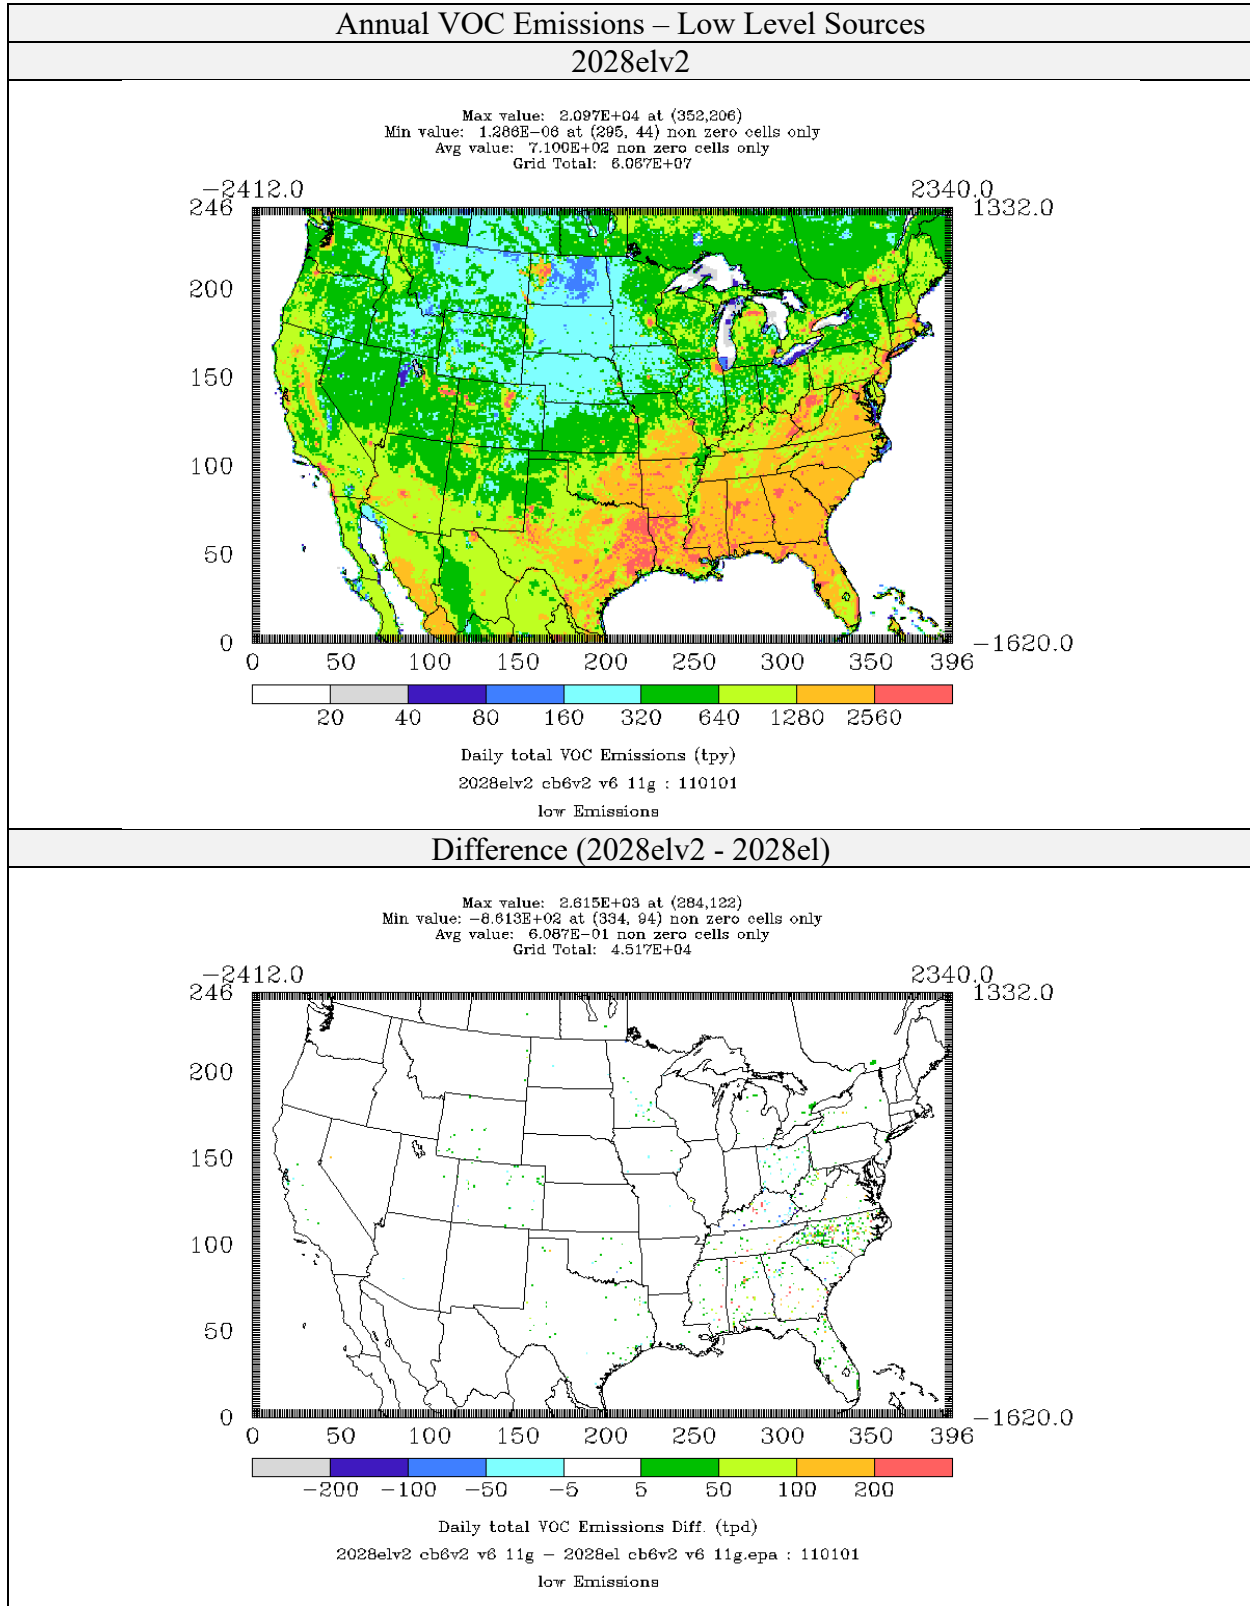 Annual VOC Emissions – Low Level Sources
2028elv2
Max value: 2.097E+04 at (352,206)
Min value: 1.286E-06 at (295, 44) non zero cells only
Avg value: 7.100E+02 non zero cells only
Grid Total: 6.067E+07
-2412.0 2340.0
246 1332.0
200
150
100
50
0 -1620.0
0 50 100 150 200 250 300 350 396
20 40 80 160 320 640 1280 2560
Daily total VOC Emissions (tpy)
2028elv2 cb6v2 v6 11g : 110101
low Emissions
Difference (2028elv2 - 2028el)
Max value: 2.615E+03 at (284,122)
Min value: -8.613E+02 at (334, 94) non zero cells only
Avg value: 6.087E-01 non zero cells only
Grid Total: 4.517E+04
-2412.0 2340.0
246 1332.0
200
150
100
50
0 -1620.0
0 50 100 150 200 250 300 350 396
-200 -100 -50 -5 5 50 100 200
Daily total VOC Emissions Diff. (tpd)
2028elv2 cb6v2 v6 11g - 2028el cb6v2 v6 11g.epa : 110101
low Emissions